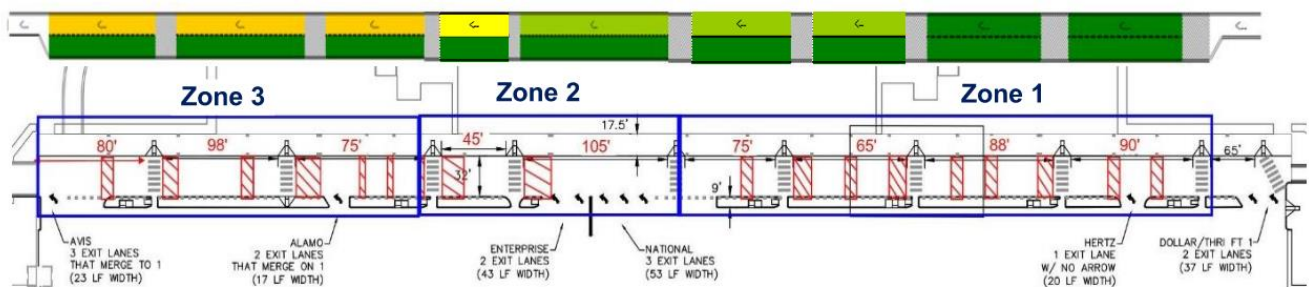 Zone 3
Zone 2
Zone 1
17.5'
80'
98'
75'
45'
105'
75'
65'
88'
90'
65'
32'
9'
AVIS
3 EXIT LANES
THAT MERGE TO 1
(23 LF WIDTH)
ALAMO
2 EXIT LANES
THAT MERGE ON 1
(17 LF WIDTH)
ENTERPRISE
2 EXIT LANES
(43 LF WIDTH)
NATIONAL
3 EXIT LANES
(53 LF WIDTH)
HERTZ
1 EXIT LANE
W/ NO ARROW
(20 LF WIDTH)
DOLLAR/THRI FT 1
2 EXIT LANES
(37 LF WIDTH)